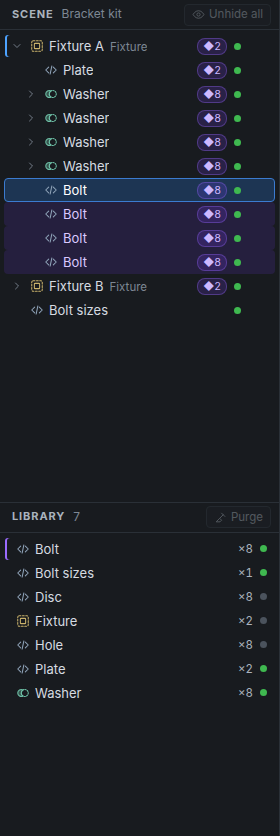 SCENE Bracket kit Unhide all
Fixture A Fixture 2
Plate 2
Washer 8
Washer 8
Washer 8
Washer 8
Bolt 8
Bolt 8
Bolt 8
Bolt 8
Fixture B Fixture 2
Bolt sizes
LIBRARY 7 Purge
Bolt ×8
Bolt sizes ×1
Disc ×8
Fixture ×2
Hole ×8
Plate ×2
Washer ×8